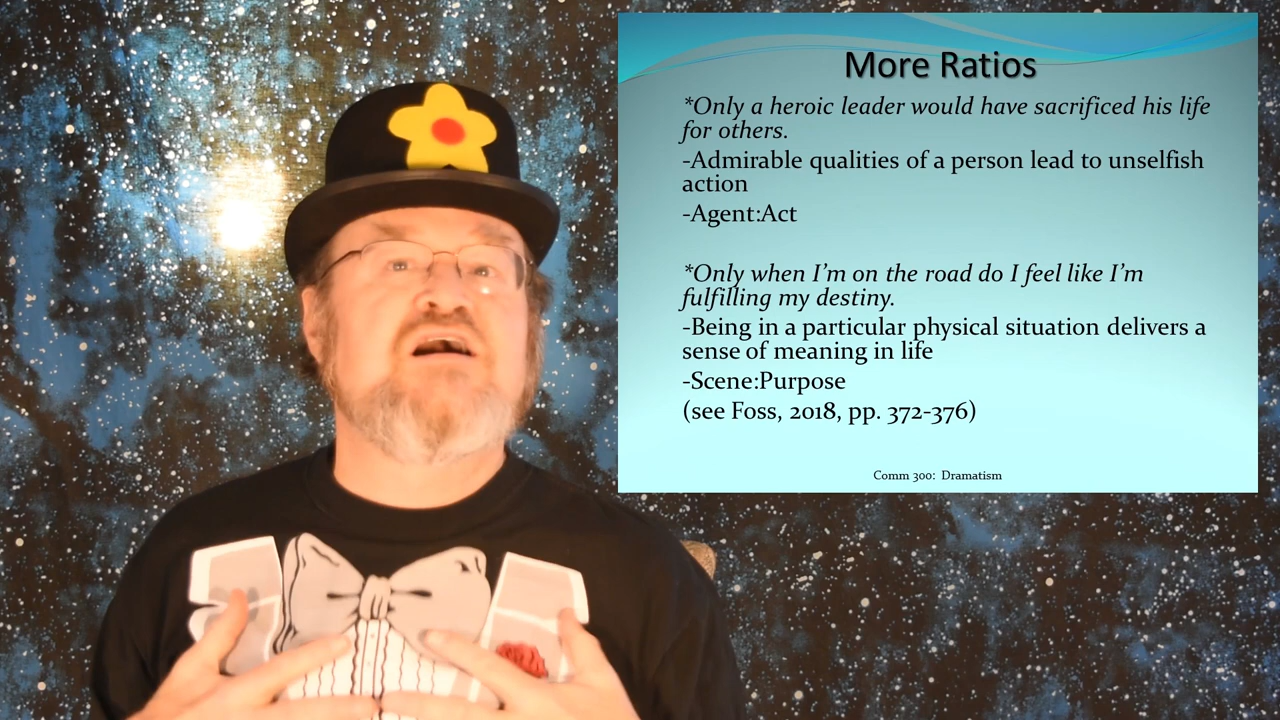 More Ratios
*Only a heroic leader would have sacrificed his life
for others.
-Admirable qualities of a person lead to unselfish
action
-Agent:Act
*Only when I’m on the road do I feel like I’m
fulfilling my destiny.
-Being in a particular physical situation delivers a
sense of meaning in life
-Scene:Purpose
(see Foss, 2018, pp. 372-376)
Comm 300: Dramatism